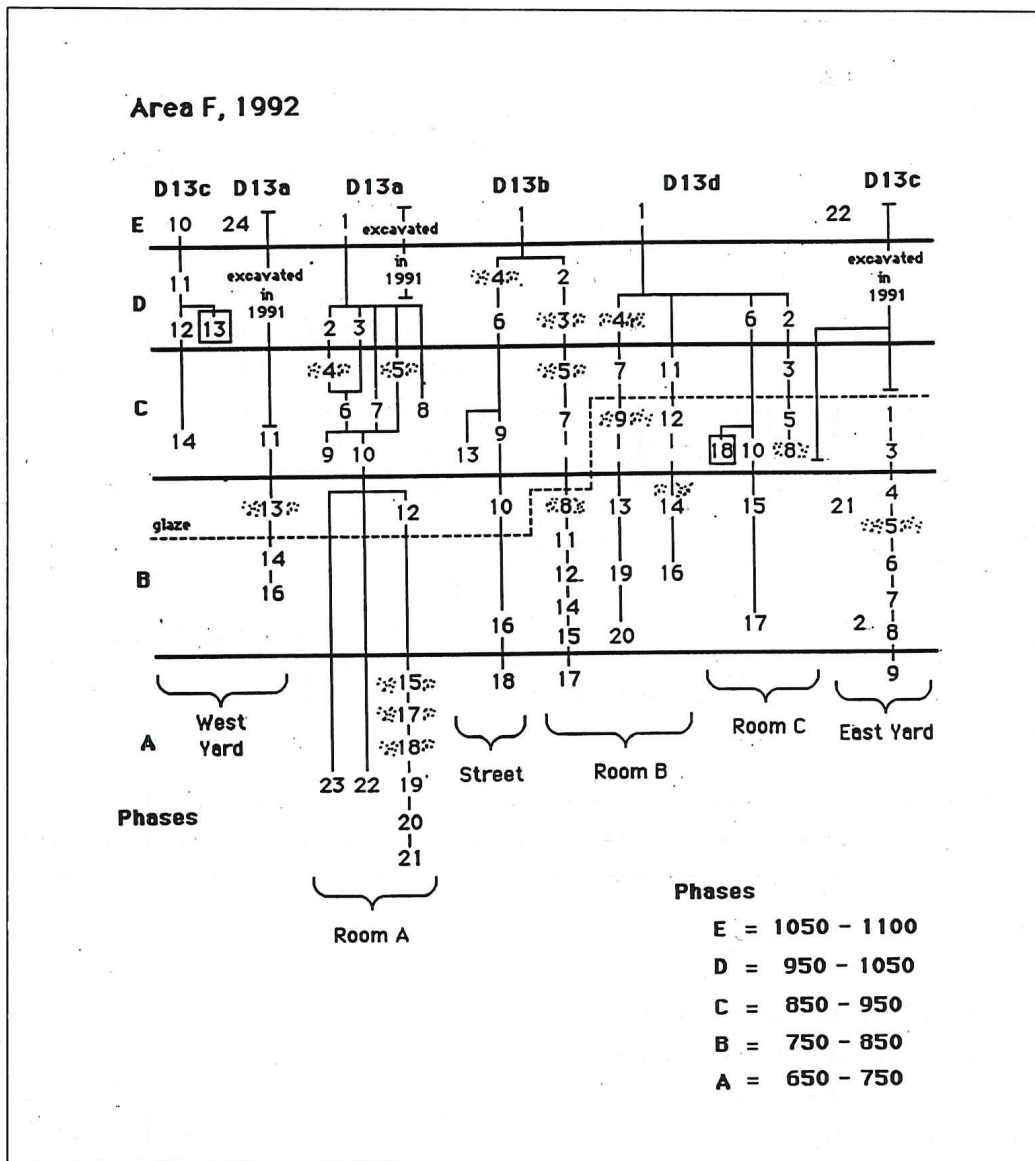 Area F, 1992
D13c D13a D13a D13b D13d D13c
E 10 24 1 excavated 1 1 22
in
1991
excavated
in
1991
excavated
in
1991
11 4 2
D 12 13 2 3 6 3 4 6 2
4 5 5 7 11 3
C 6 7 8 7 9 12 5 1
14 11 9 10 13 9 18 10 8 3
13 12 10 8 13 14 15 21 4
glaze 11 5
14 12 19 16 6
B 16 14 7
16 15 20 17 2 8
15 18 17 9
West
Yard
17 Room C East Yard
A 18 Street Room B
23 22 19
Phases 20
21
Room A
Phases
E = 1050 - 1100
D = 950 - 1050
C = 850 - 950
B = 750 - 850
A = 650 - 750